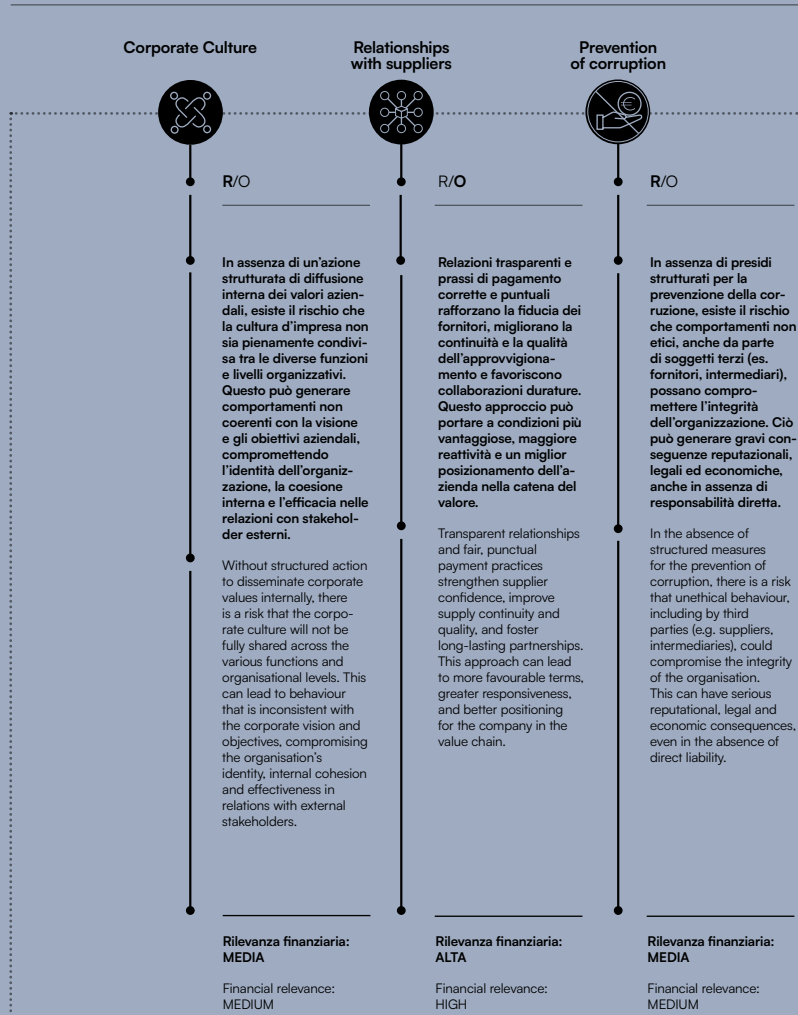 Corporate Culture
Relationships
with suppliers
Prevention
of corruption
R/O
R/O
R/O
In assenza di un'azione
strutturata di diffusione
interna dei valori azien-
dali, esiste il rischio che
la cultura d'impresa non
sia pienamente condivi-
sa tra le diverse funzioni
e livelli organizzativi.
Questo può generare
comportamenti non
coerenti con la visione
e gli obiettivi aziendali,
compromettendo
l'identità dell'organiz-
zazione, la coesione
interna e l'efficacia nelle
relazioni con stakehol-
der esterni.
Without structured action
to disseminate corporate
values internally, there
is a risk that the corpo-
rate culture will not be
fully shared across the
various functions and
organisational levels. This
can lead to behaviour
that is inconsistent with
the corporate vision and
objectives, compromising
the organisation's
identity, internal cohesion
and effectiveness in
relations with external
stakeholders.
Relazioni trasparenti e
prassi di pagamento
corrette e puntuali
rafforzano la fiducia dei
fornitori, migliorano la
continuità e la qualità
dell'approvvigiona-
mento e favoriscono
collaborazioni durature.
Questo approccio può
portare a condizioni più
vantaggiose, maggiore
reattività e un miglior
posizionamento dell'a-
zienda nella catena del
valore.
Transparent relationships
and fair, punctual
payment practices
strengthen supplier
confidence, improve
supply continuity and
quality, and foster
long-lasting partnerships.
This approach can lead
to more favourable terms,
greater responsiveness,
and better positioning
for the company in the
value chain.
In assenza di presidi
strutturati per la
prevenzione della cor-
ruzione, esiste il rischio
che comportamenti non
etici, anche da parte
di soggetti terzi (es.
fornitori, intermediari),
possano compro-
mettere l'integrità
dell'organizzazione. Ciò
può generare gravi con-
seguenze reputazionali,
legali ed economiche,
anche in assenza di
responsabilità diretta.
In the absence of
structured measures
for the prevention of
corruption, there is a risk
that unethical behaviour,
including by third
parties (e.g. suppliers,
intermediaries), could
compromise the integrity
of the organisation.
This can have serious
reputational, legal and
economic consequences,
even in the absence of
direct liability.
Rilevanza finanziaria:
MEDIA
Financial relevance:
MEDIUM
Rilevanza finanziaria:
ALTA
Financial relevance:
HIGH
Rilevanza finanziaria:
MEDIA
Financial relevance:
MEDIUM